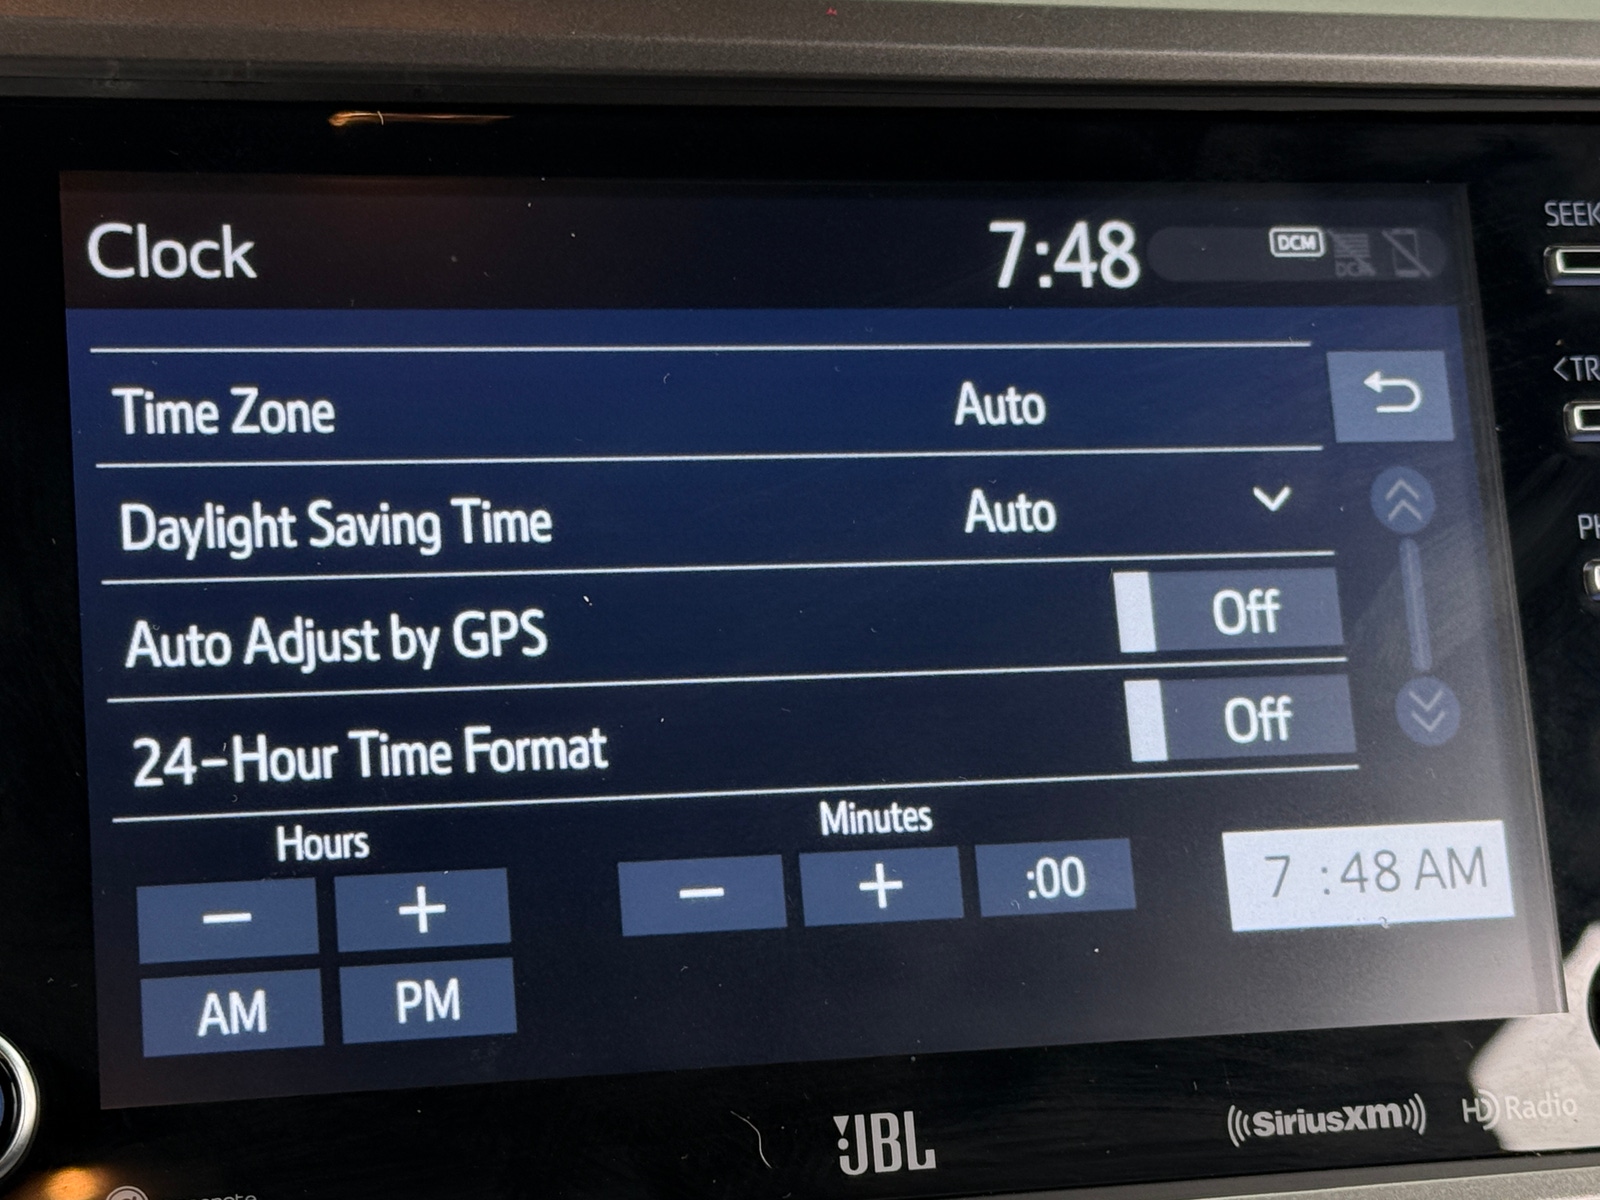 Clock 7:48 DCM
SEEK
Time Zone Auto
<TR
Daylight Saving Time Auto
Auto Adjust by GPS Off
24-Hour Time Format Off
Hours Minutes
:00 7 :48 AM
AM PM
JBL
SiriusXM HD Radio